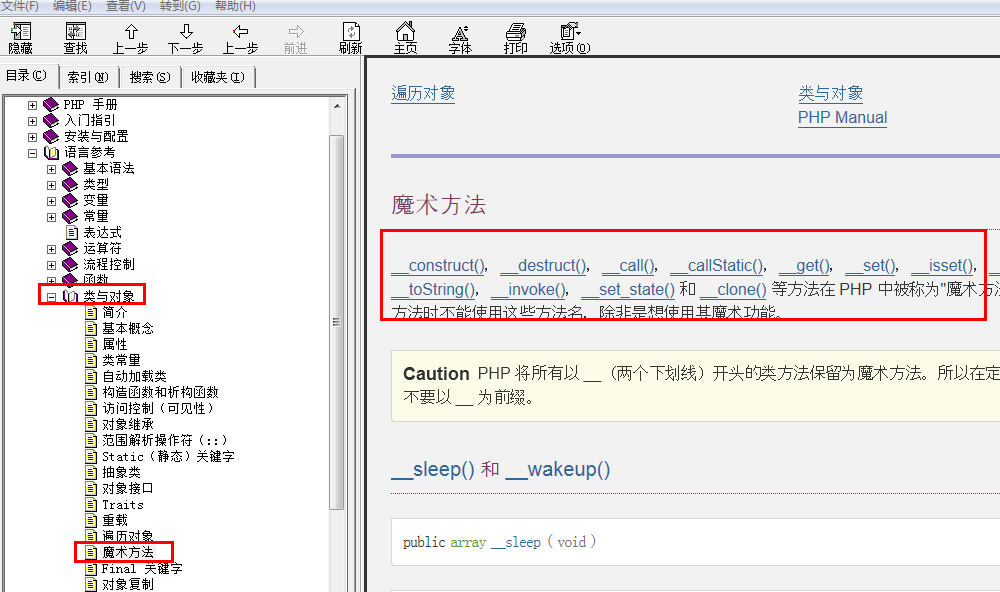 文件(F) 编辑(E) 查看(V) 转到(G) 帮助(H)
隐藏 查找 上一步 下一步 上一步 前进 刷新 主页 字体 打印 选项(O)
目录(C) 索引(N) 搜索(S) 收藏夹(I)
PHP 手册
入门指引
安装与配置
语言参考
基本语法
类型
变量
常量
表达式
运算符
流程控制
函数
类与对象
简介
基本概念
属性
类常量
自动加载类
构造函数和析构函数
访问控制（可见性）
对象继承
范围解析操作符（::）
Static（静态）关键字
抽象类
对象接口
Traits
重载
遍历对象
魔术方法
Final 关键字
对象复制
遍历对象
类与对象
PHP Manual
魔术方法
__construct()， __destruct()， __call()， __callStatic()， __get()， __set()， __isset()，
__toString()， __invoke()， __set_state() 和 __clone() 等方法在 PHP 中被称为"魔术方法
方法时不能使用这些方法名，除非是想使用其魔术功能。
Caution PHP 将所有以 __（两个下划线）开头的类方法保留为魔术方法。所以在定
不要以 __ 为前缀。
__sleep() 和 __wakeup()
public array __sleep ( void )